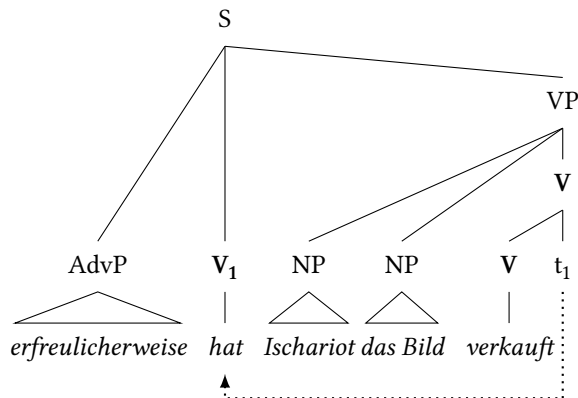 S
VP
V
AdvP V₁ NP NP V t₁
erfreulicherweise hat Ischariot das Bild verkauft